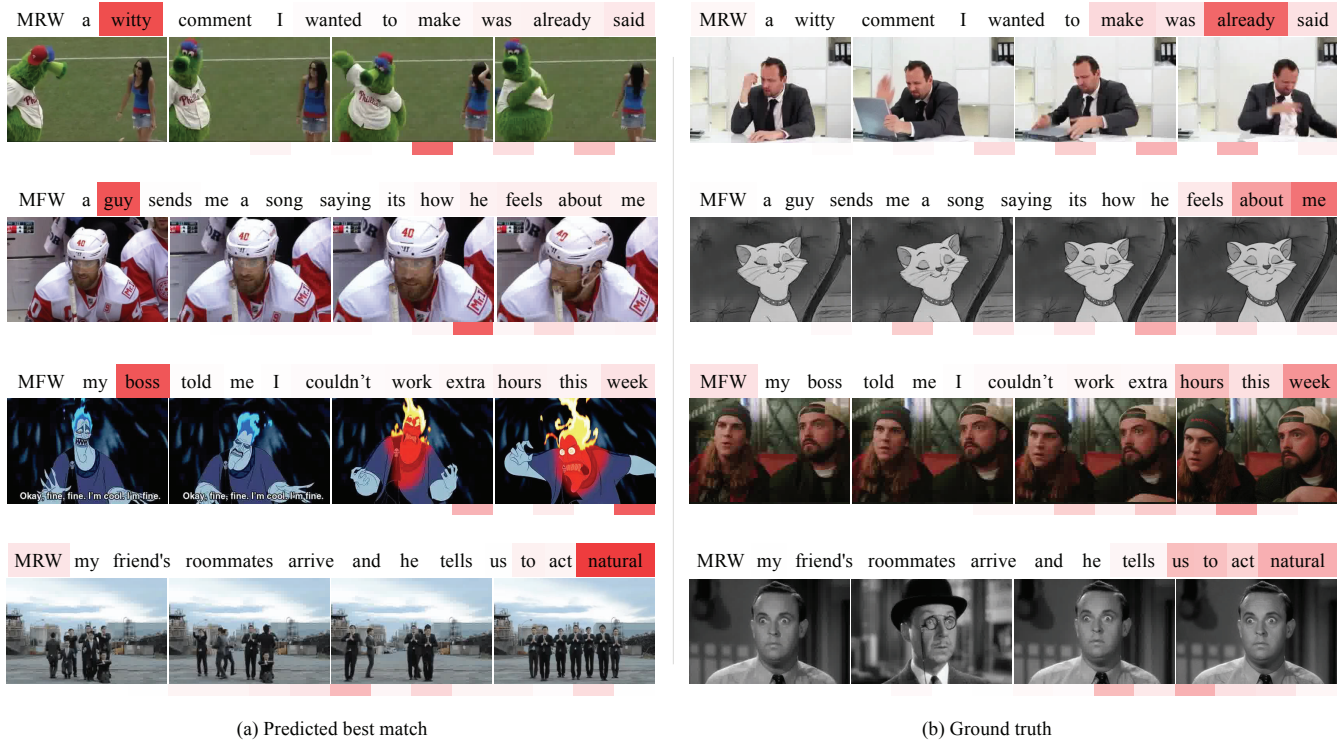 MRW a witty comment I wanted to make was already said
MRW a witty comment I wanted to make was already said
Phillies
MFW a guy sends me a song saying its how he feels about me
MFW a guy sends me a song saying its how he feels about me
40
40
40
40
MFW my boss told me I couldn't work extra hours this week
MFW my boss told me I couldn't work extra hours this week
Okay, fine, fine. I'm cool. I'm fine.
Okay, fine, fine. I'm cool. I'm fine.
MRW my friend's roommates arrive and he tells us to act natural
MRW my friend's roommates arrive and he tells us to act natural
(a) Predicted best match
(b) Ground truth